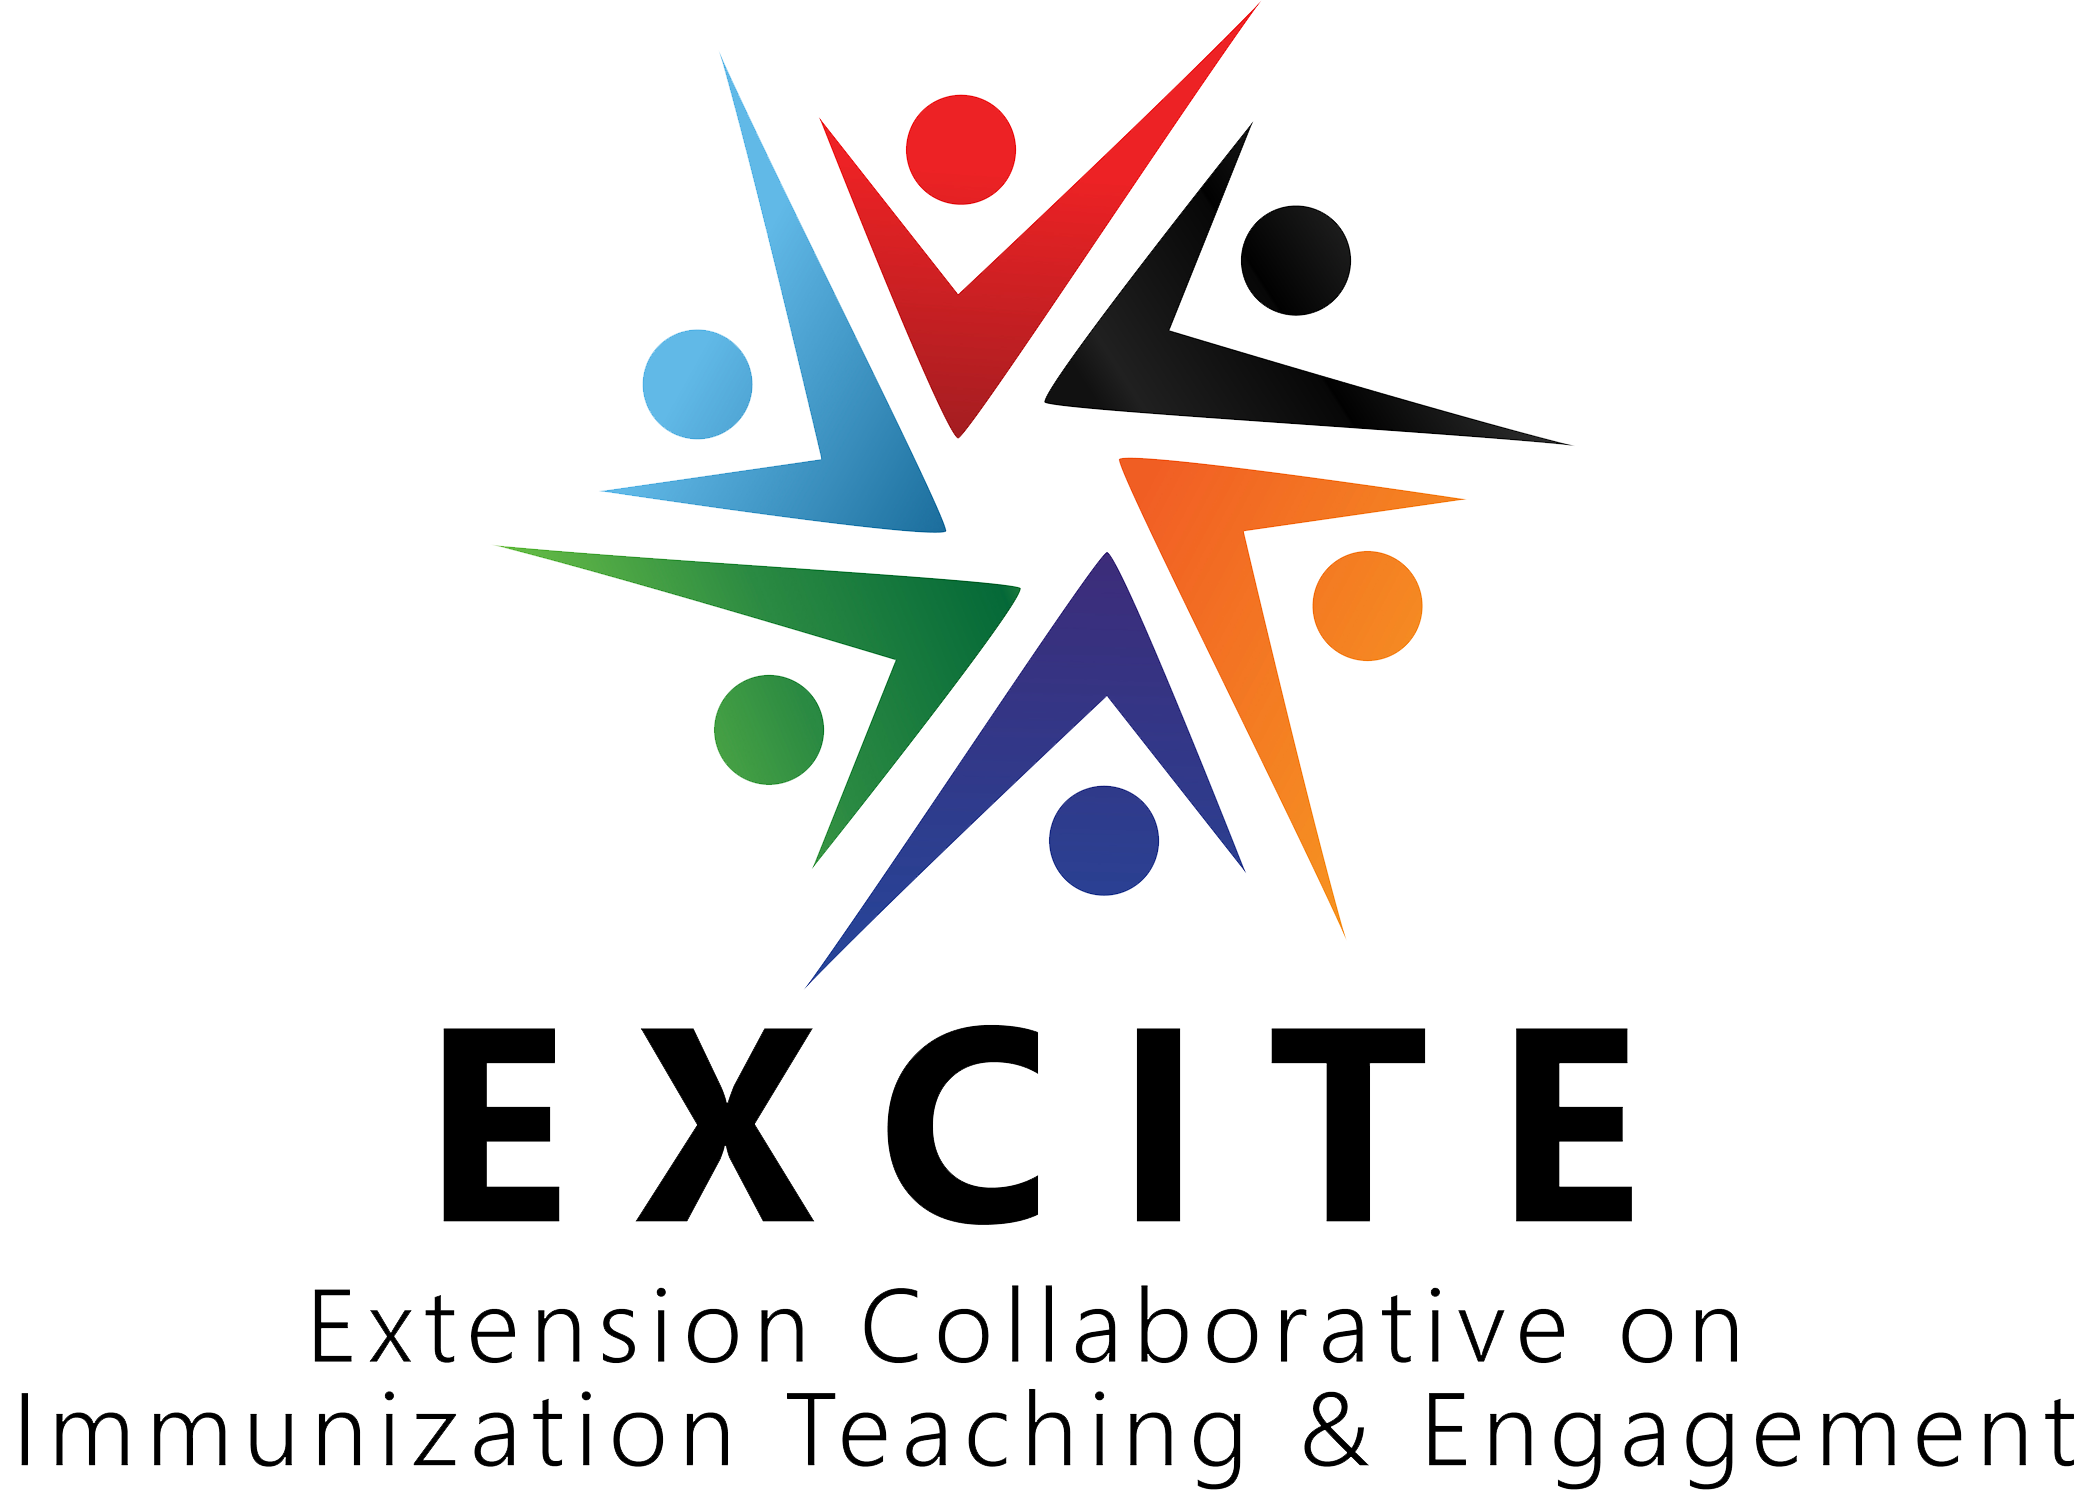 EXCITE
Extension Collaborative on
Immunization Teaching & Engagement